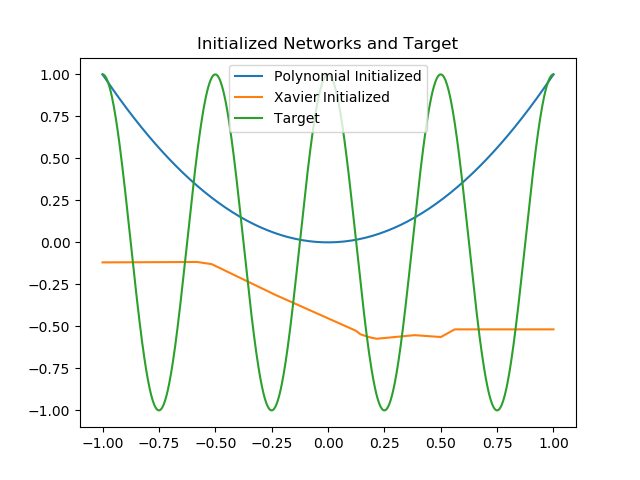 Initialized Networks and Target
Polynomial Initialized
Xavier Initialized
Target
1.00
0.75
0.50
0.25
0.00
−0.25
−0.50
−0.75
−1.00
−1.00 −0.75 −0.50 −0.25 0.00 0.25 0.50 0.75 1.00